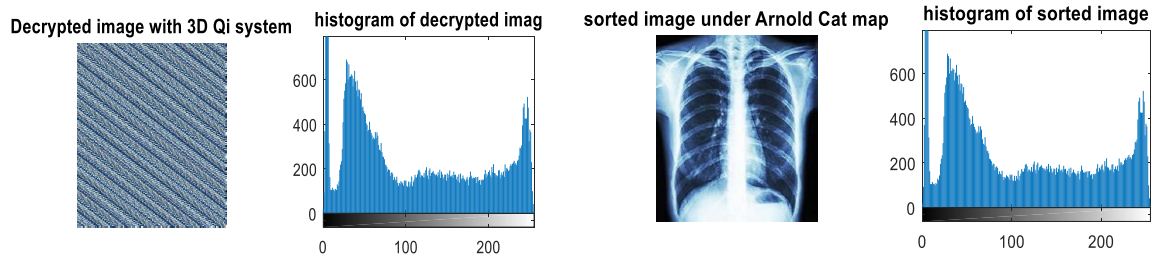 Decrypted image with 3D Qi system
histogram of decrypted imag
sorted image under Arnold Cat map
histogram of sorted image
600
400
200
0
0 100 200
600
400
200
0
0 100 200